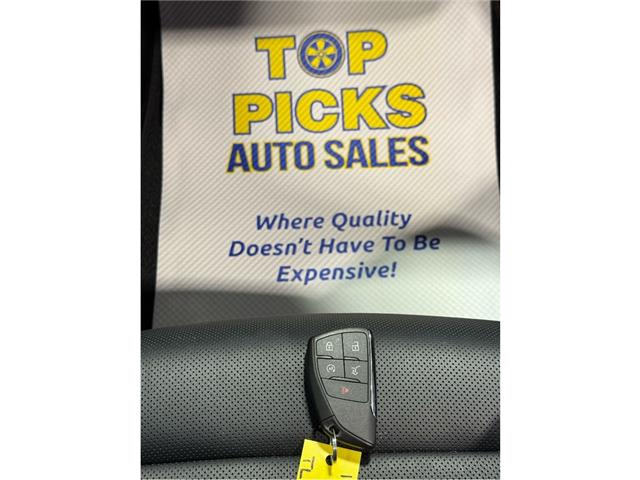 TOP
PICKS
AUTO SALES
Where Quality
Doesn't Have To Be
Expensive!